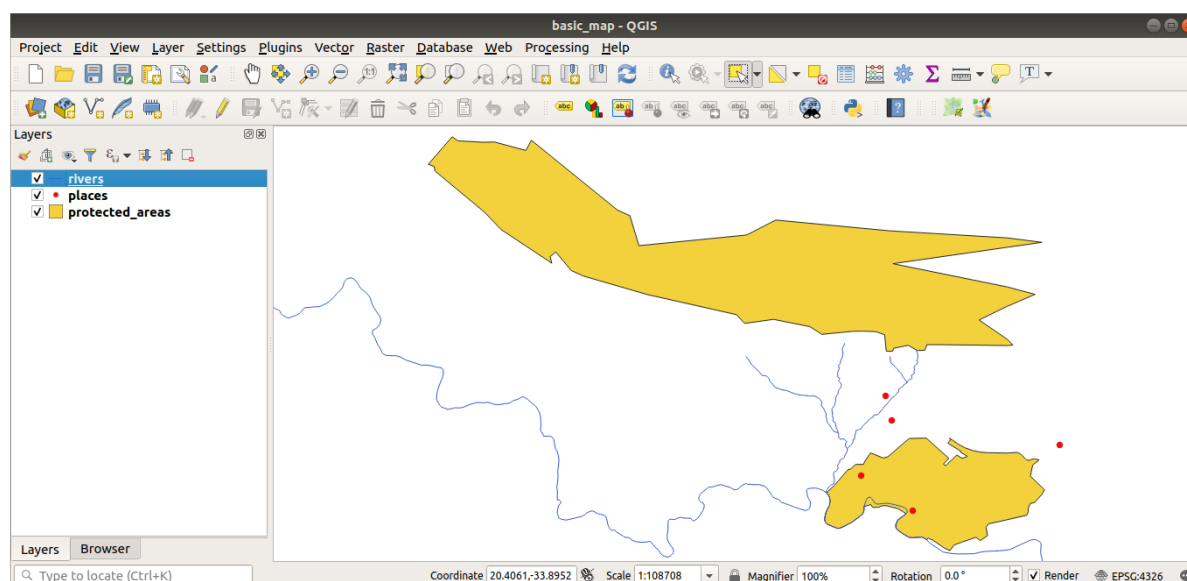 basic_map - QGIS
Project Edit View Layer Settings Plugins Vector Raster Database Web Processing Help
Layers
rivers
places
protected_areas
Layers Browser
Type to locate (Ctrl+K) Coordinate 20.4061,-33.8952 Scale 1:108708 Magnifier 100% Rotation 0.0° Render EPSG:4326